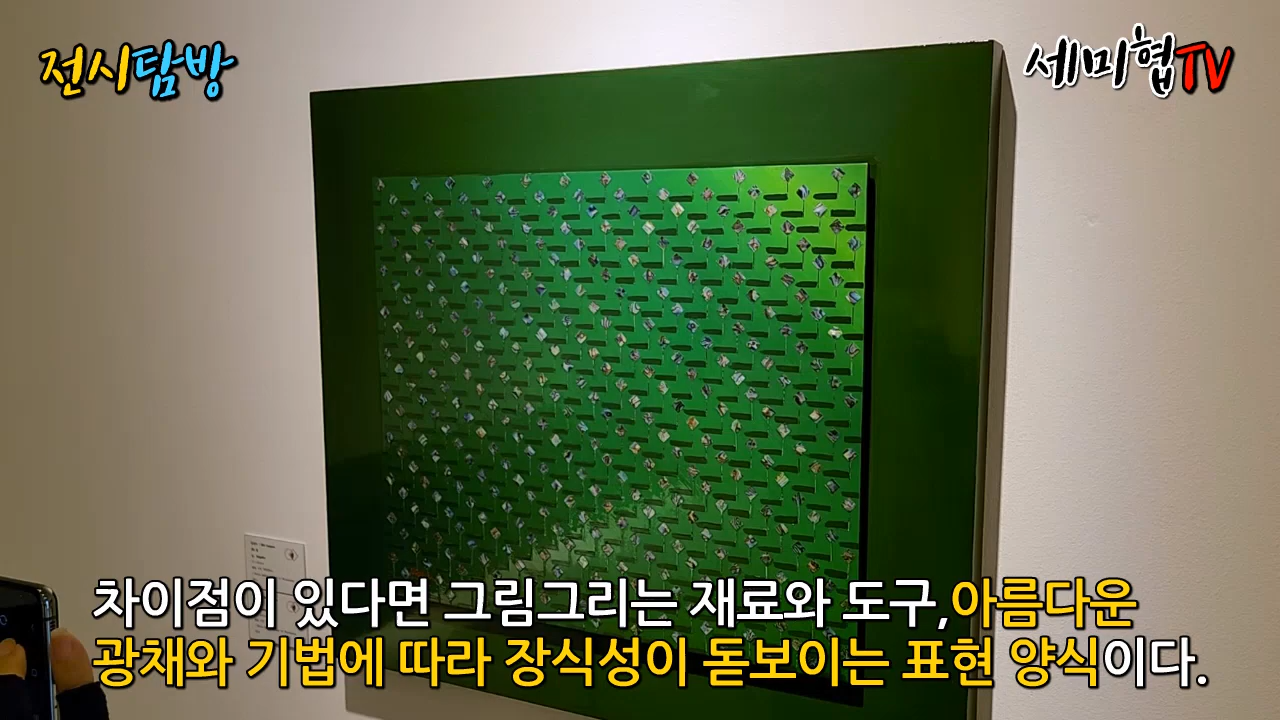 전시탐방
세미협TV
차이점이 있다면 그림그리는 재료와 도구,아름다운
광채와 기법에 따라 장식성이 돋보이는 표현 양식이다.